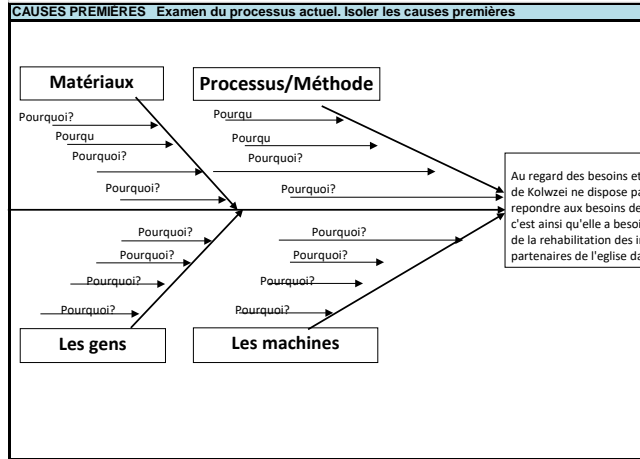 CAUSES PREMIÈRES Examen du processus actuel. Isoler les causes premières
Matériaux
Processus/Méthode
Pourquoi?
Pourqu
Pourquoi?
Pourquoi?
Pourqu
Pourqu
Pourquoi?
Pourquoi?
Au regard des besoins et
de Kolwzei ne dispose pa
repondre aux besoins de
c'est ainsi qu'elle a besoi
de la rehabilitation des in
partenaires de l'eglise da
Pourquoi?
Pourquoi?
Pourquoi?
Pourquoi?
Pourquoi?
Pourquoi?
Pourquoi?
Pourquoi?
Les gens
Les machines